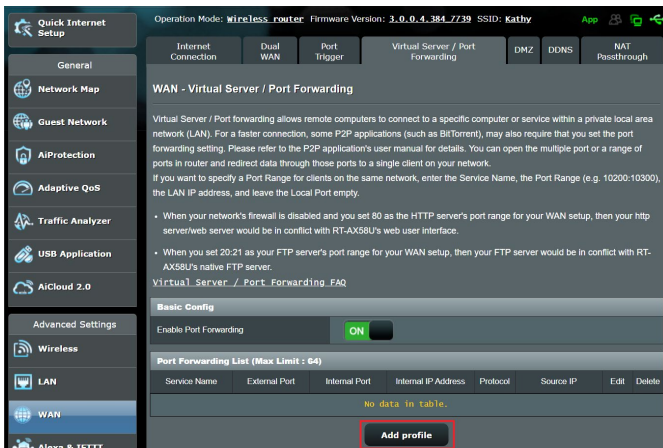 Quick Internet
Setup
General
Network Map
Guest Network
AiProtection
Adaptive QoS
Traffic Analyzer
USB Application
AiCloud 2.0
Advanced Settings
Wireless
LAN
WAN
Alexa & IFTTT
Operation Mode: Wireless router Firmware Version: 3.0.0.4.384_7739 SSID: Kathy App
Internet
Connection
Dual
WAN
Port
Trigger
Virtual Server / Port
Forwarding
DMZ
DDNS
NAT
Passthrough
WAN - Virtual Server / Port Forwarding
Virtual Server / Port forwarding allows remote computers to connect to a specific computer or service within a private local area
network (LAN). For a faster connection, some P2P applications (such as BitTorrent), may also require that you set the port
forwarding setting. Please refer to the P2P application's user manual for details. You can open the multiple port or a range of
ports in router and redirect data through those ports to a single client on your network.
If you want to specify a Port Range for clients on the same network, enter the Service Name, the Port Range (e.g. 10200:10300),
the LAN IP address, and leave the Local Port empty.
• When your network's firewall is disabled and you set 80 as the HTTP server's port range for your WAN setup, then your http
server/web server would be in conflict with RT-AX58U's web user interface.
• When you set 20:21 as your FTP server's port range for your WAN setup, then your FTP server would be in conflict with RT-
AX58U's native FTP server.
Virtual Server / Port Forwarding FAQ
Basic Config
Enable Port Forwarding ON
Port Forwarding List (Max Limit : 64)
Service Name External Port Internal Port Internal IP Address Protocol Source IP Edit Delete
No data in table.
Add profile